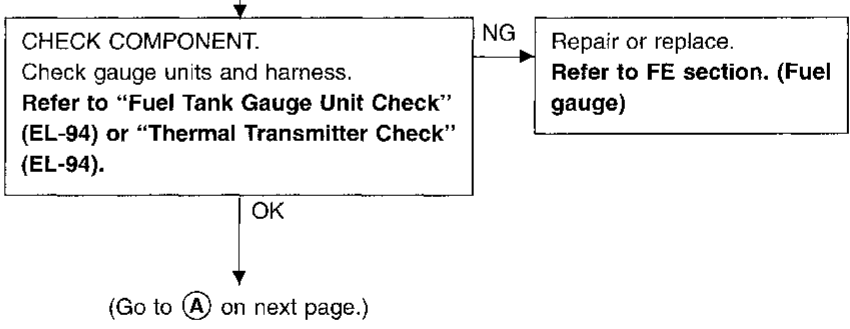 CHECK COMPONENT.
Check gauge units and harness.
Refer to “Fuel Tank Gauge Unit Check”
(EL-94) or “Thermal Transmitter Check”
(EL-94).
NG
Repair or replace.
Refer to FE section. (Fuel
gauge)
OK
(Go to Ⓐ on next page.)